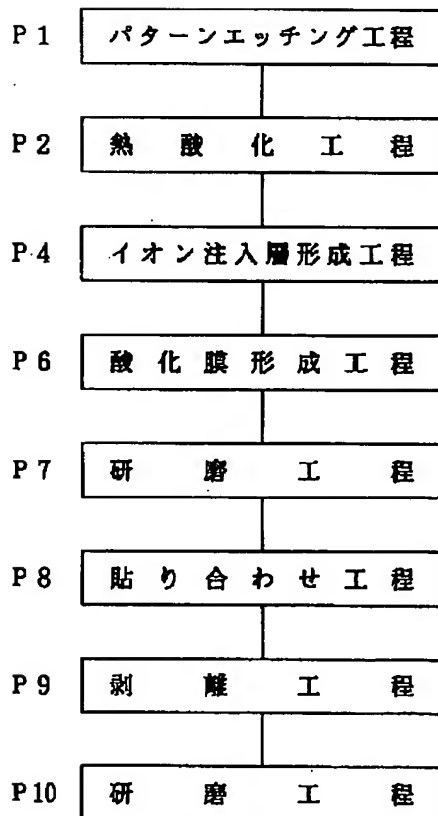 P1 パターンエッチング工程
P2 熱酸化工程
P4 イオン注入層形成工程
P6 酸化膜形成工程
P7 研磨工程
P8 貼り合わせ工程
P9 剥離工程
P10 研磨工程